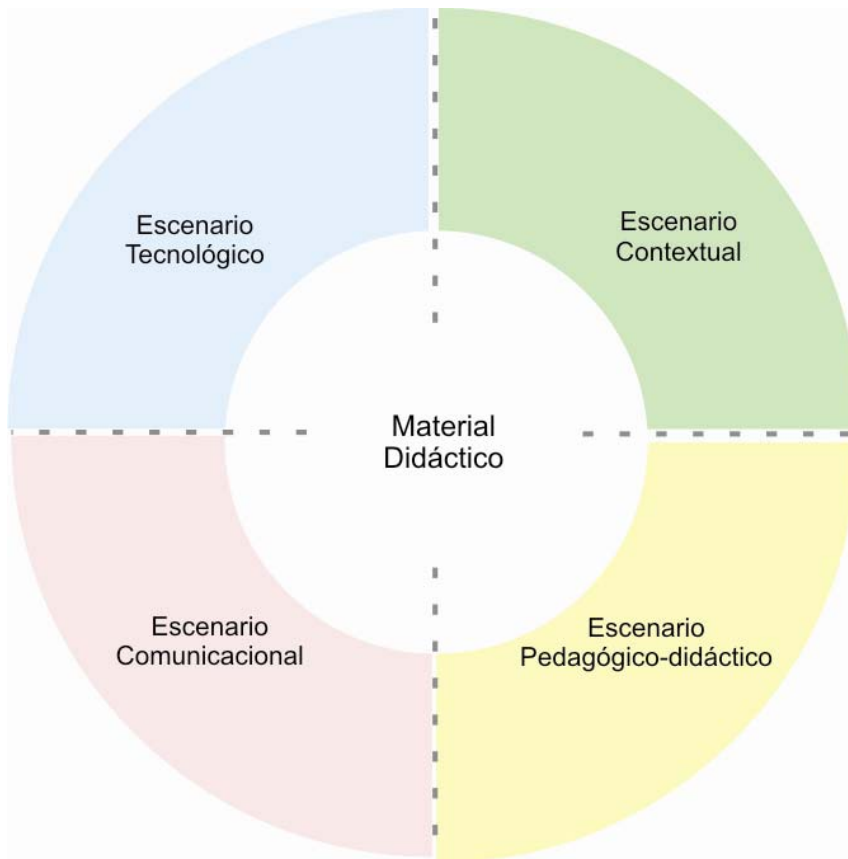 Escenario
Tecnológico
Escenario
Contextual
Material
Didáctico
Escenario
Comunicacional
Escenario
Pedagógico-didáctico